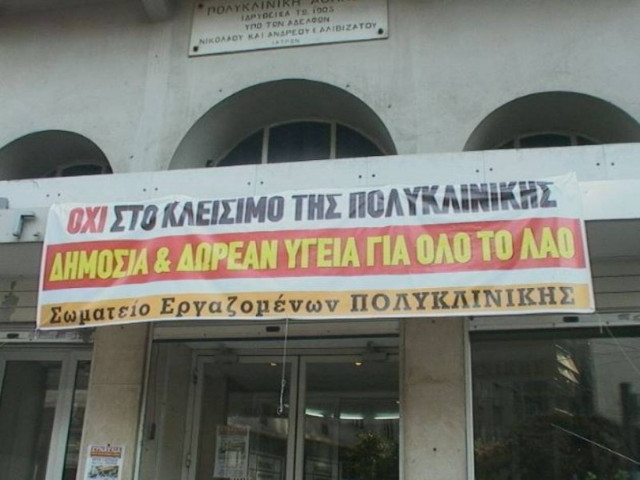 ΠΟΛΥΚΛΙΝΙΚΗ
ΙΔΡΥΘΕΙΣΑ ΤΩ 1903
ΥΠΟ ΤΩΝ ΑΔΕΛΦΩΝ
ΝΙΚΟΛΑΟΥ ΚΑΙ ΑΝΔΡΕΟΥ ΑΛΙΒΙΖΑΤΟΥ
ΙΑΤΡΩΝ
ΟΧΙ ΣΤΟ ΚΛΕΙΣΙΜΟ ΤΗΣ ΠΟΛΥΚΛΙΝΙΚΗΣ
ΔΗΜΟΣΙΑ & ΔΩΡΕΑΝ ΥΓΕΙΑ ΓΙΑ ΟΛΟ ΤΟ ΛΑΟ
Σωματείο Εργαζομένων ΠΟΛΥΚΛΙΝΙΚΗΣ